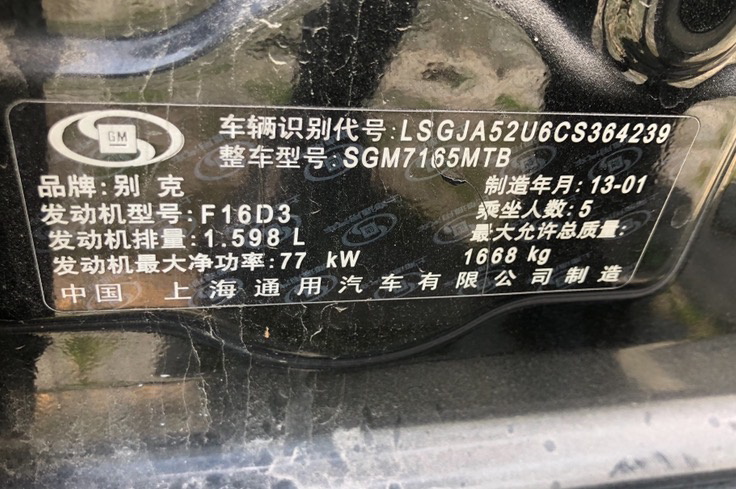 GM
车辆识别代号:LSGJA52U6CS364239
整车型号:SGM7165MTB
品牌:别克
制造年月:13-01
发动机型号:F16D3
乘坐人数:5
发动机排量:1.598 L
最大允许总质量:
发动机最大净功率:77 kW
1668 kg
中国 上海通用汽车有限公司制造